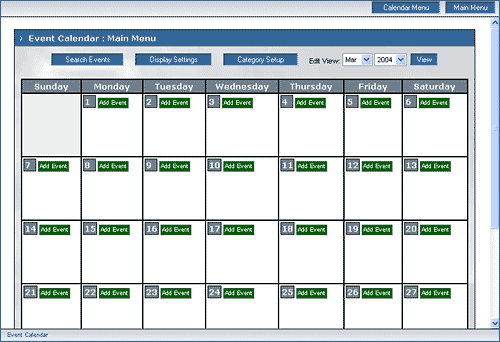 Calendar Menu Main Menu
Event Calendar : Main Menu
Search Events Display Settings Category Setup Edit View: Mar 2004 View
Sunday Monday Tuesday Wednesday Thursday Friday Saturday
1 Add Event 2 Add Event 3 Add Event 4 Add Event 5 Add Event 6 Add Event
7 Add Event 8 Add Event 9 Add Event 10 Add Event 11 Add Event 12 Add Event 13 Add Event
14 Add Event 15 Add Event 16 Add Event 17 Add Event 18 Add Event 19 Add Event 20 Add Event
21 Add Event 22 Add Event 23 Add Event 24 Add Event 25 Add Event 26 Add Event 27 Add Event
Event Calendar